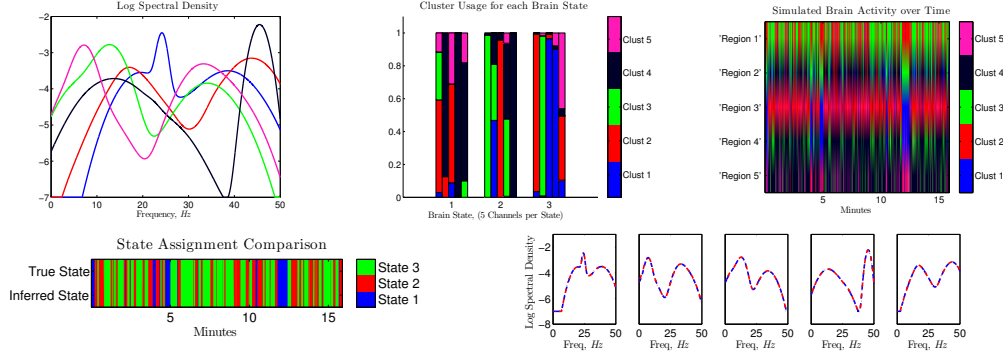 Log Spectral Density
−2
−3
−4
−5
−6
−7
0 10 20 30 40 50
Frequency, Hz
Cluster Usage for each Brain State
1
0.8
0.6
0.4
0.2
0
1 2 3
Brain State, (5 Channels per State)
Clust 5
Clust 4
Clust 3
Clust 2
Clust 1
Simulated Brain Activity over Time
'Region 1'
'Region 2'
'Region 3'
'Region 4'
'Region 5'
5 10 15
Minutes
Clust 5
Clust 4
Clust 3
Clust 2
Clust 1
State Assignment Comparison
True State
Inferred State
5 10 15
Minutes
State 3
State 2
State 1
Log Spectral Density
−2
−4
−6
−8
0 50
Freq, Hz
0 50
Freq, Hz
0 50
Freq, Hz
0 50
Freq, Hz
0 50
Freq, Hz